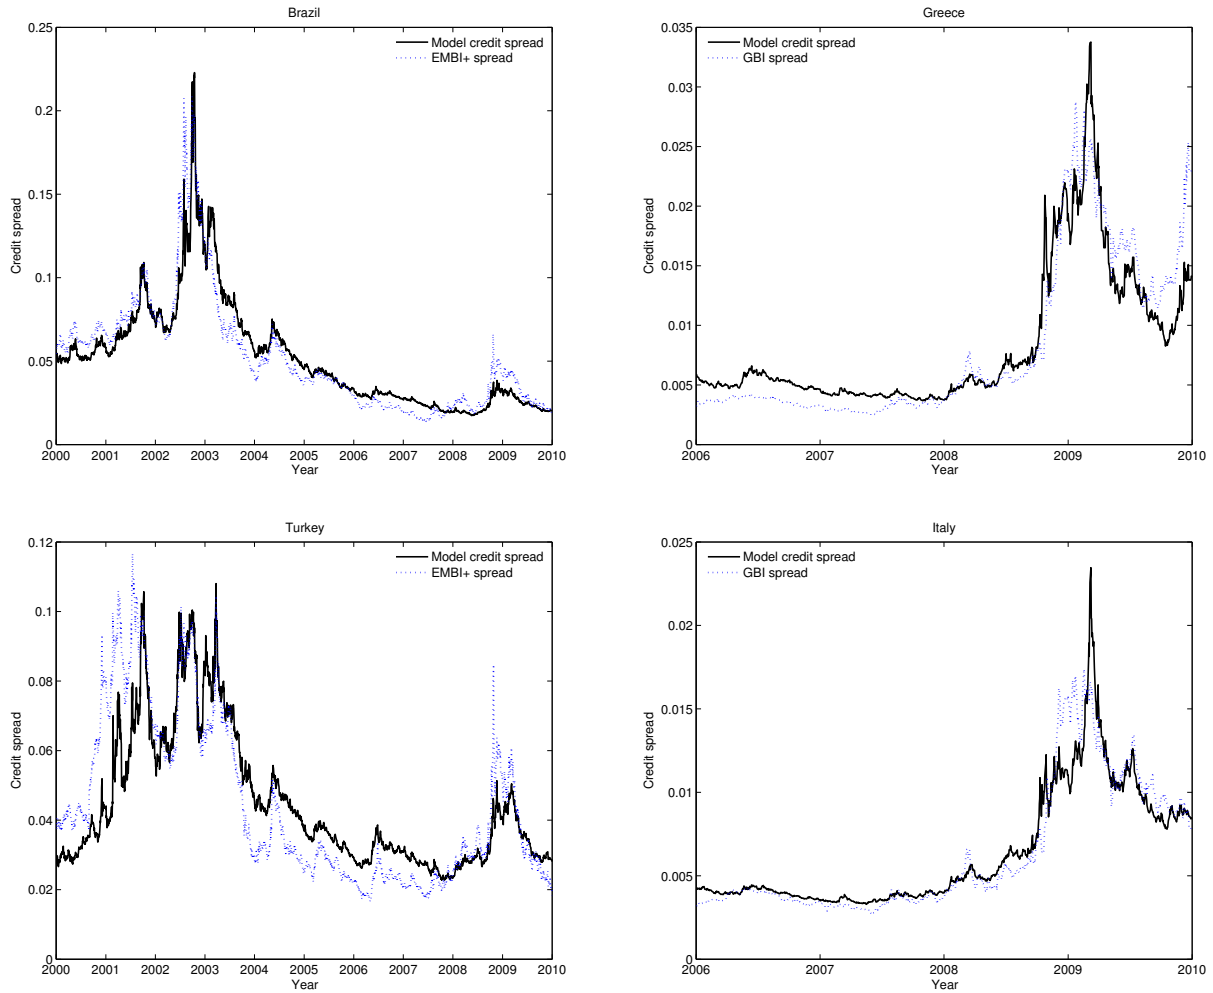 Brazil
0.25
0.2
0.15
0.1
0.05
0
Credit spread
Model credit spread
EMBI+ spread
2000 2001 2002 2003 2004 2005 2006 2007 2008 2009 2010
Year
Greece
0.035
0.03
0.025
0.02
0.015
0.01
0.005
0
Credit spread
Model credit spread
GBI spread
2006 2007 2008 2009 2010
Year
Turkey
0.12
0.1
0.08
0.06
0.04
0.02
0
Credit spread
Model credit spread
EMBI+ spread
2000 2001 2002 2003 2004 2005 2006 2007 2008 2009 2010
Year
Italy
0.025
0.02
0.015
0.01
0.005
0
Credit spread
Model credit spread
GBI spread
2006 2007 2008 2009 2010
Year